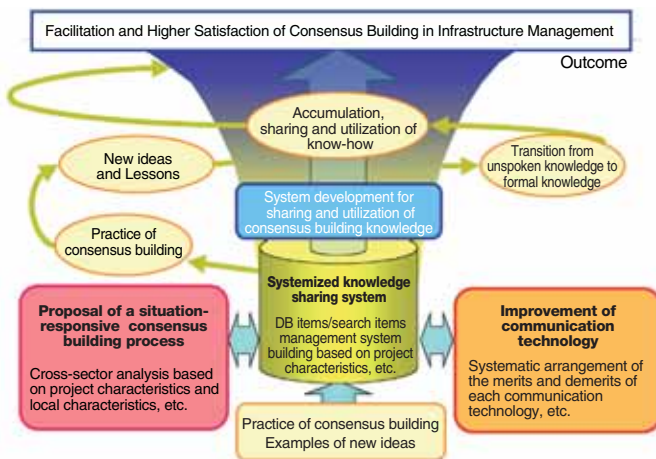 Facilitation and Higher Satisfaction of Consensus Building in Infrastructure Management
Outcome
Accumulation,
sharing and utilization of
know-how
New ideas
and Lessons
Transition from
unspoken knowledge to
formal knowledge
System development for
sharing and utilization of
consensus building knowledge
Practice of
consensus building
Systemized knowledge
sharing system
DB items/search items
management system
building based on project
characteristics, etc.
Proposal of a situation-
responsive consensus
building process
Cross-sector analysis based
on project characteristics and
local characteristics, etc.
Improvement of
communication
technology
Systematic arrangement of
the merits and demerits of
each communication
technology, etc.
Practice of consensus building
Examples of new ideas